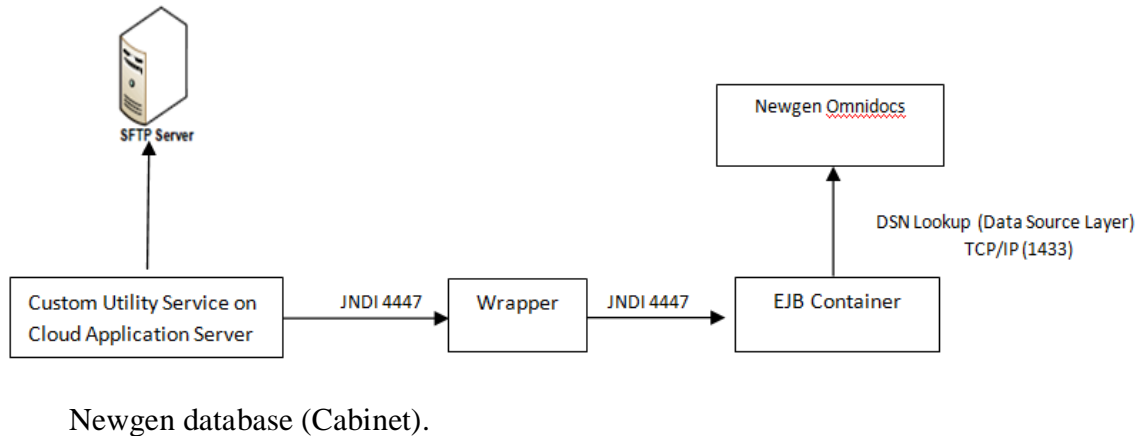 SFTP Server
Newgen Omnidocs
DSN Lookup (Data Source Layer)
TCP/IP (1433)
Custom Utility Service on
Cloud Application Server
JNDI 4447
Wrapper
JNDI 4447
EJB Container
Newgen database (Cabinet).